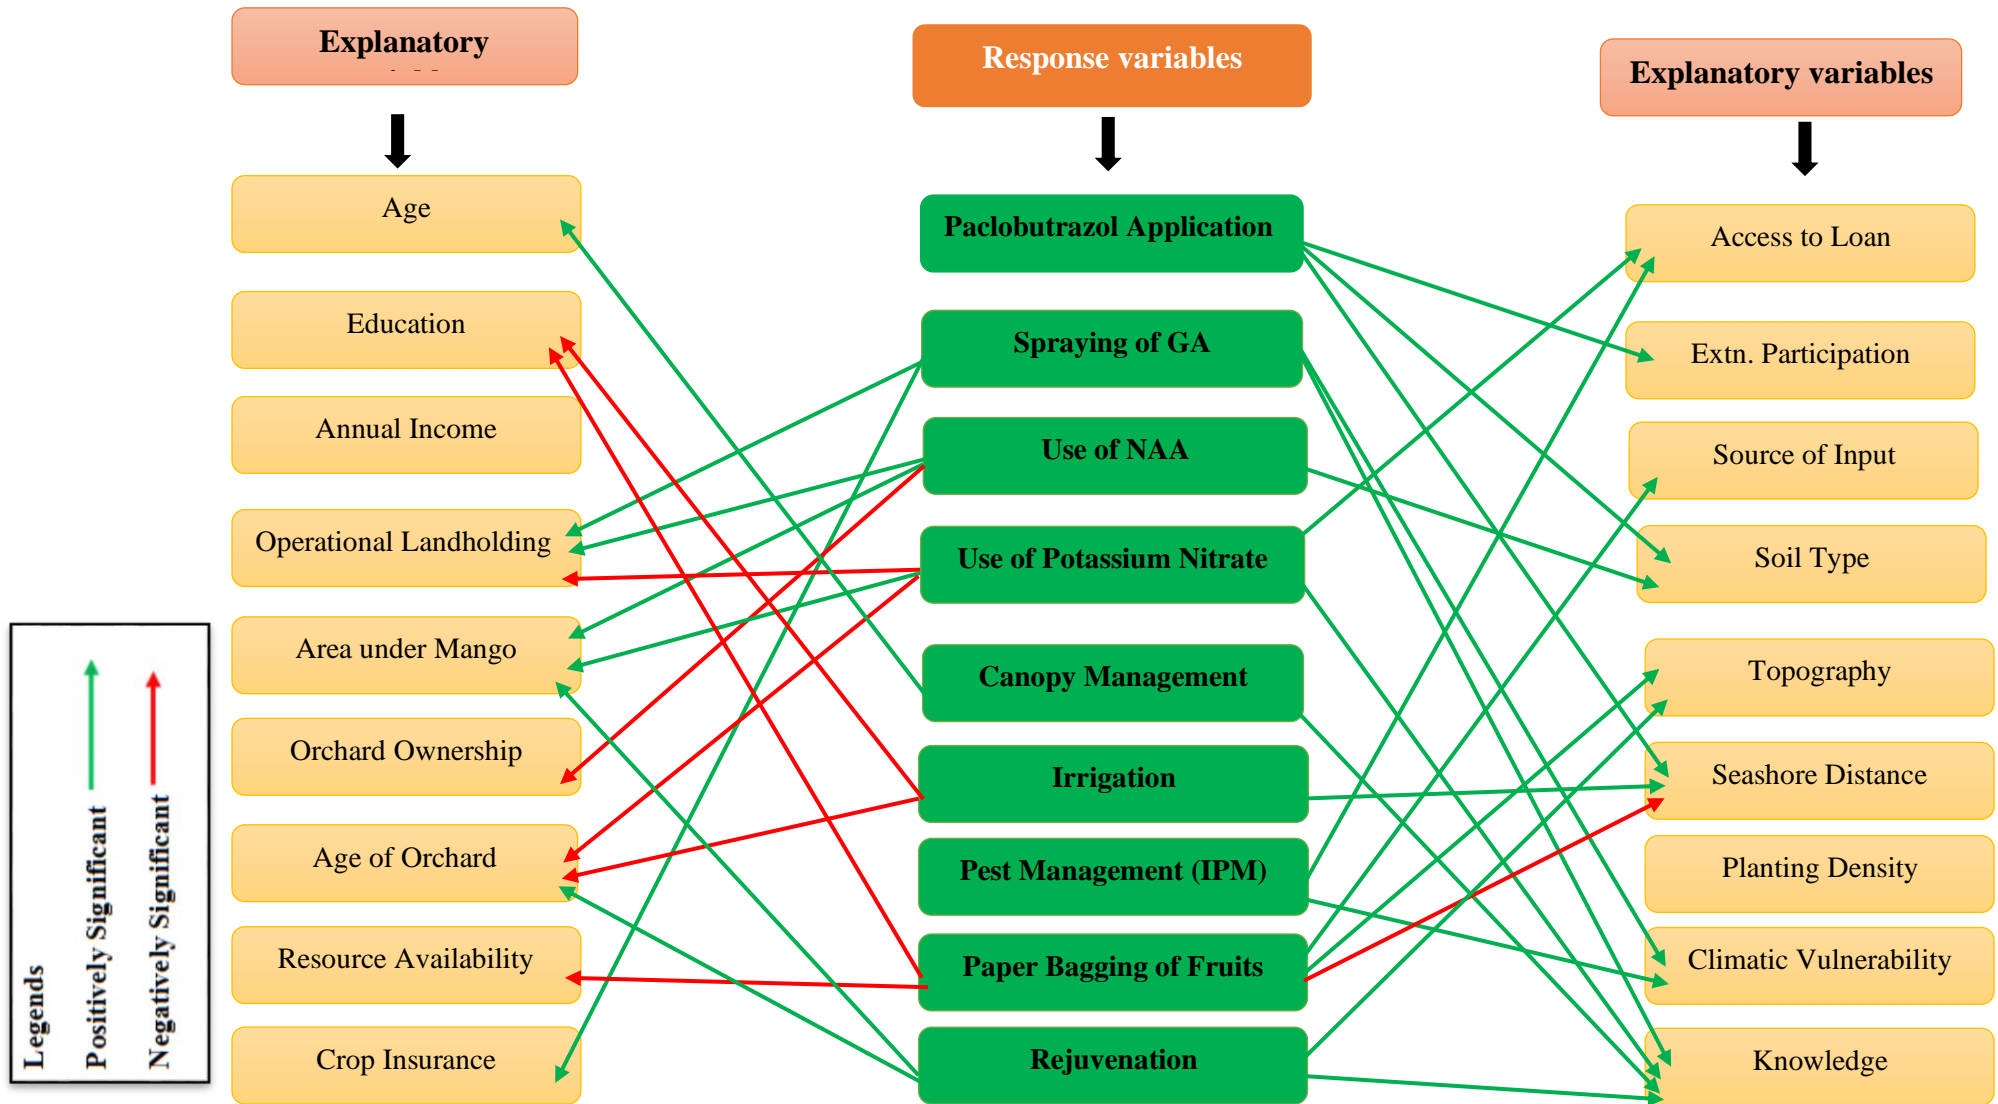 Explanatory
Response variables
Explanatory variables
Age
Education
Annual Income
Operational Landholding
Area under Mango
Orchard Ownership
Age of Orchard
Resource Availability
Crop Insurance
Paclobutrazol Application
Spraying of GA
Use of NAA
Use of Potassium Nitrate
Canopy Management
Irrigation
Pest Management (IPM)
Paper Bagging of Fruits
Rejuvenation
Access to Loan
Extn. Participation
Source of Input
Soil Type
Topography
Seashore Distance
Planting Density
Climatic Vulnerability
Knowledge
Legends
Positively Significant
Negatively Significant